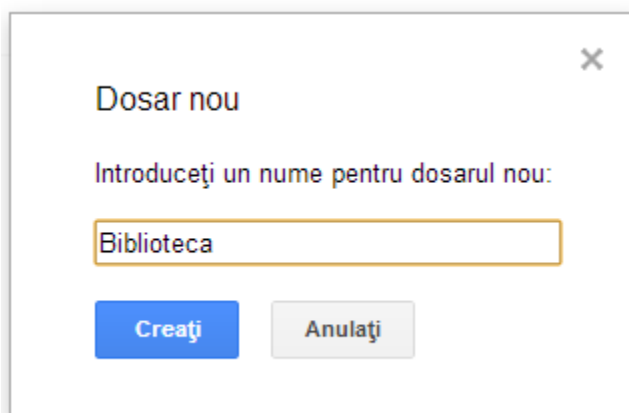 Dosar nou
Introduceţi un nume pentru dosarul nou:
Biblioteca
Creaţi Anulaţi